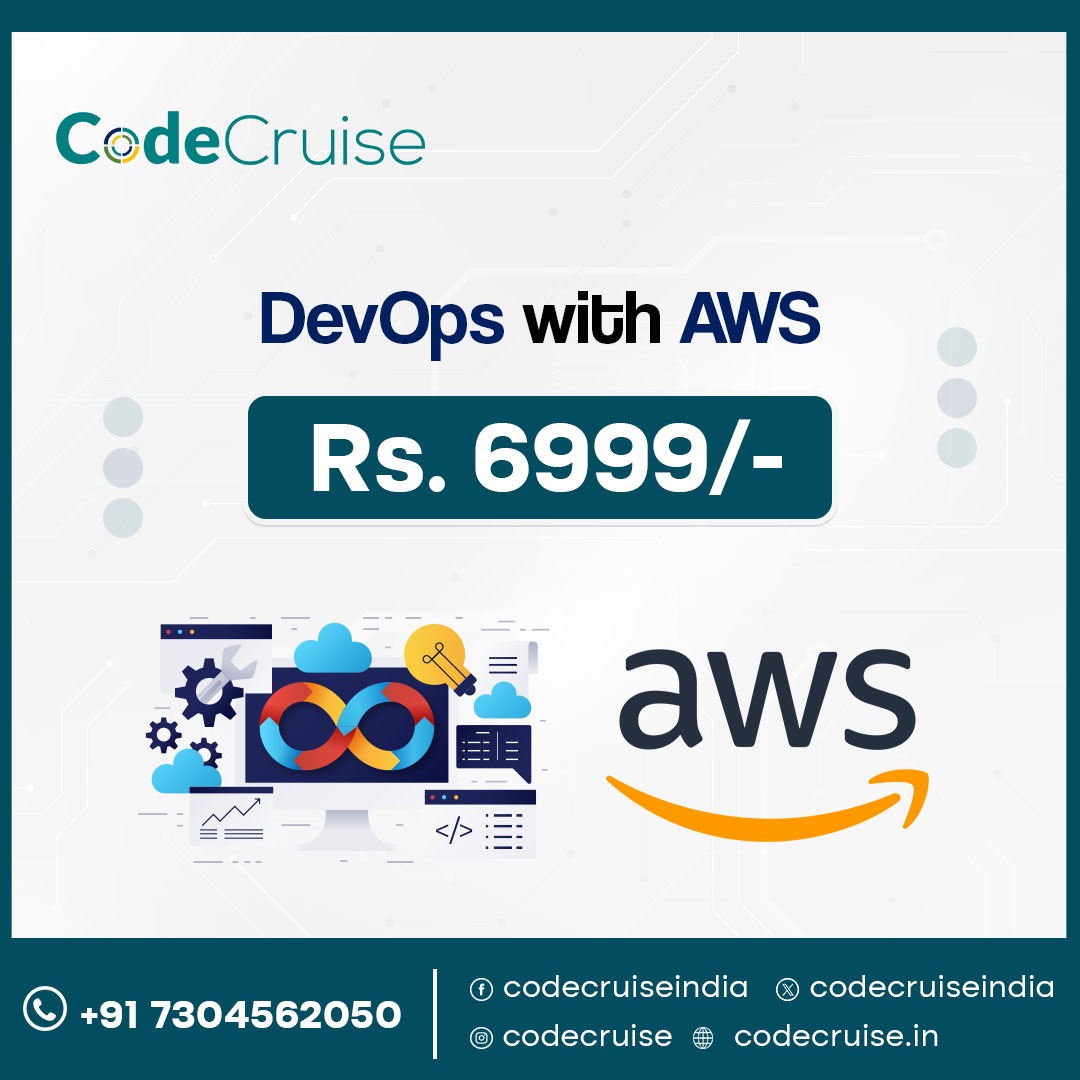 CodeCruise
DevOps with AWS
Rs. 6999/-
</>
aws
+91 7304562050
codecruiseindia codecruiseindia
codecruise codecruise.in